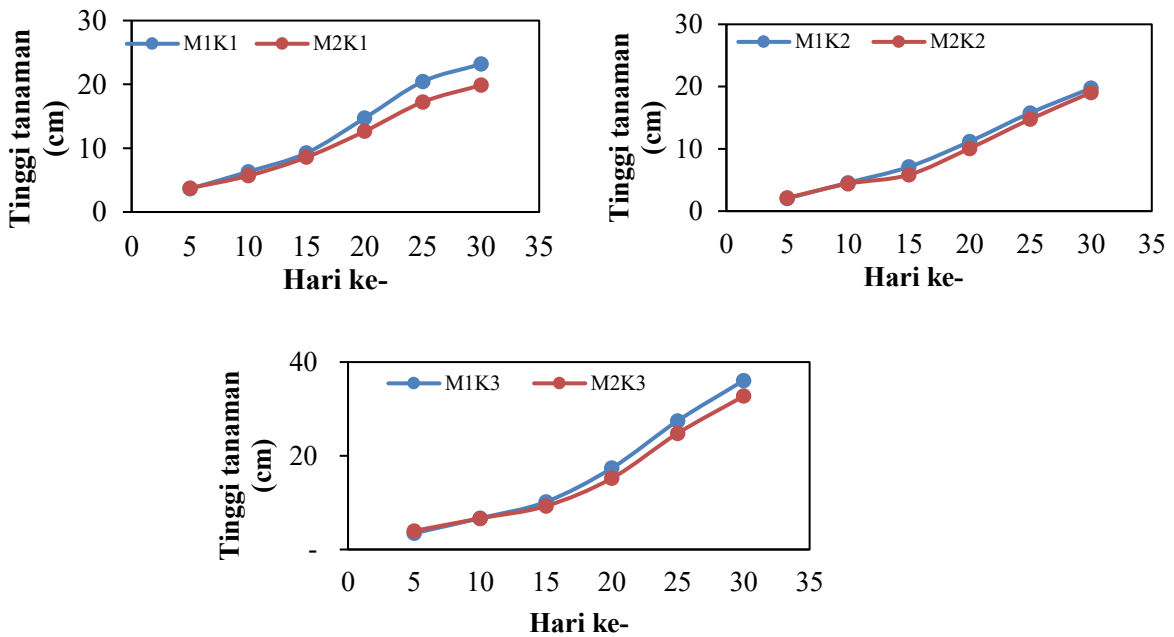 30
20
10
0
Tinggi tanaman
(cm)
M1K1 M2K1
0 5 10 15 20 25 30 35
Hari ke-
30
20
10
0
Tinggi tanaman
(cm)
M1K2 M2K2
0 5 10 15 20 25 30 35
Hari ke-
40
20
-
Tinggi tanaman
(cm)
M1K3 M2K3
0 5 10 15 20 25 30 35
Hari ke-